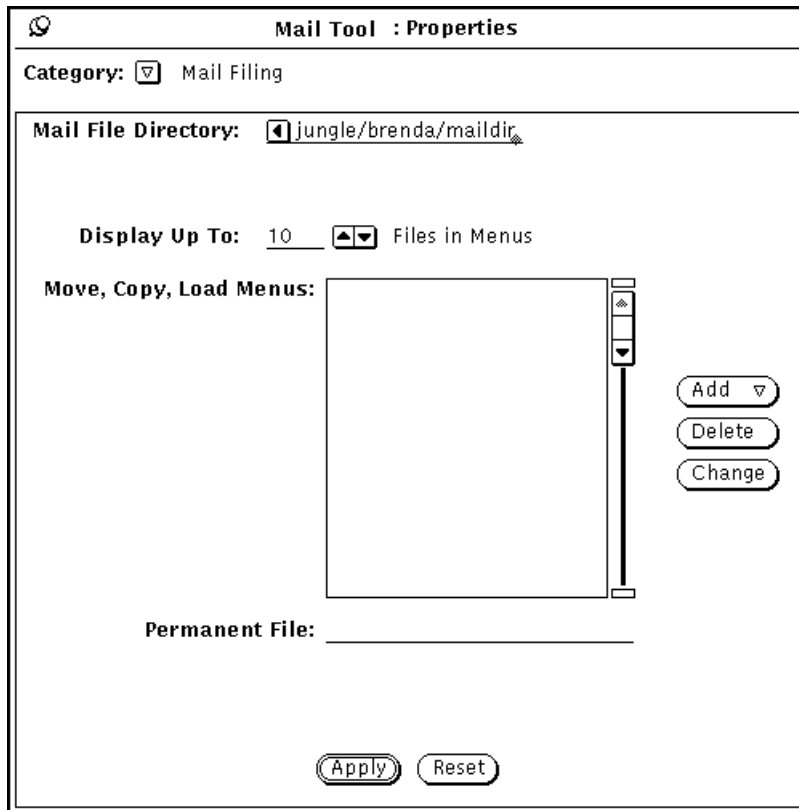 Mail Tool : Properties
Category: Mail Filing
Mail File Directory: jungle/brenda/maildir
Display Up To: 10 Files in Menus
Move, Copy, Load Menus:
Add
Delete
Change
Permanent File:
Apply Reset